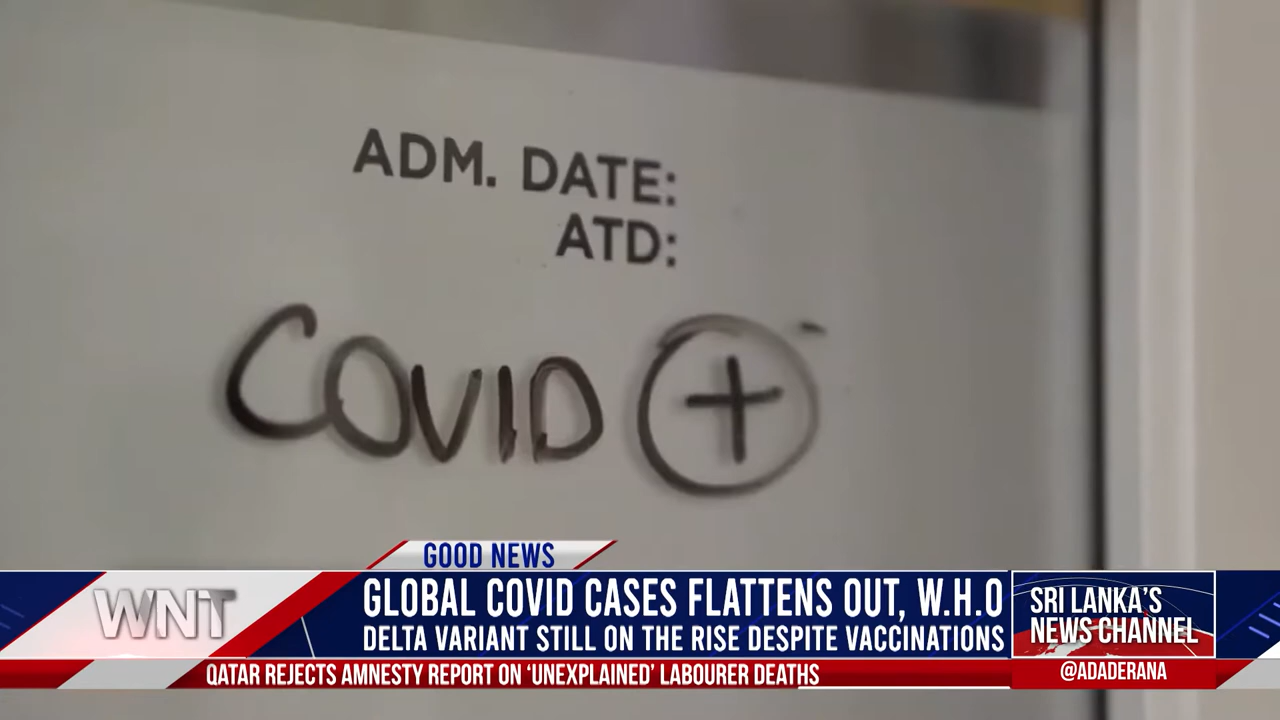 ADM. DATE:
ATD:
COVID +
GOOD NEWS
WNT
GLOBAL COVID CASES FLATTENS OUT, W.H.O
DELTA VARIANT STILL ON THE RISE DESPITE VACCINATIONS
SRI LANKA'S
NEWS CHANNEL
QATAR REJECTS AMNESTY REPORT ON ‘UNEXPLAINED’ LABOURER DEATHS
@ADADERANA